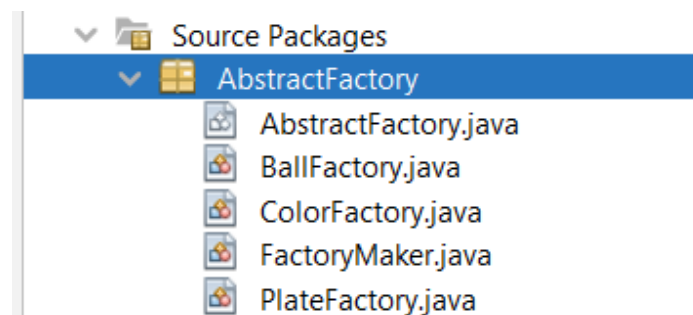 Source Packages
AbstractFactory
AbstractFactory.java
BallFactory.java
ColorFactory.java
FactoryMaker.java
PlateFactory.java